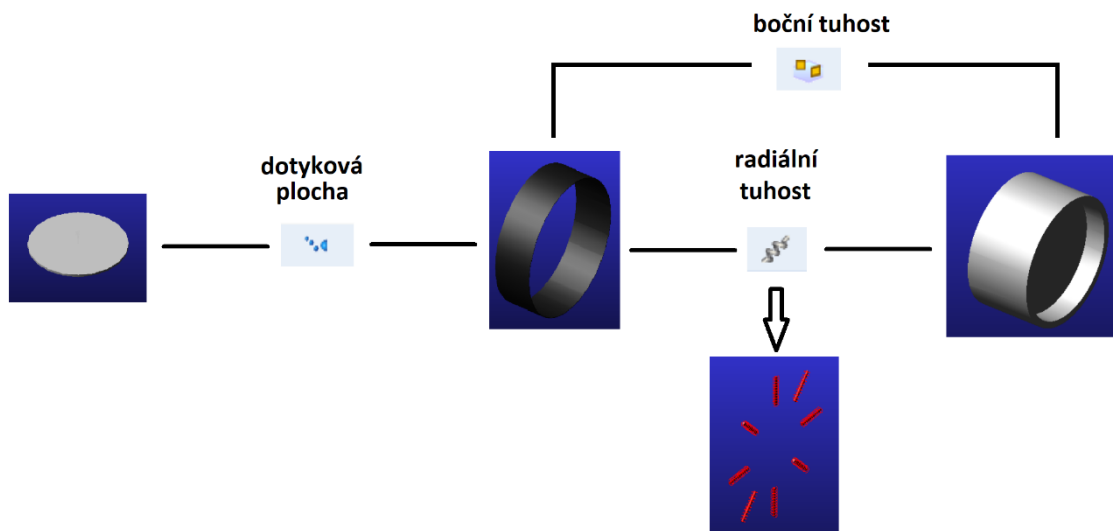 boční tuhost
dotyková
plocha
radiální
tuhost